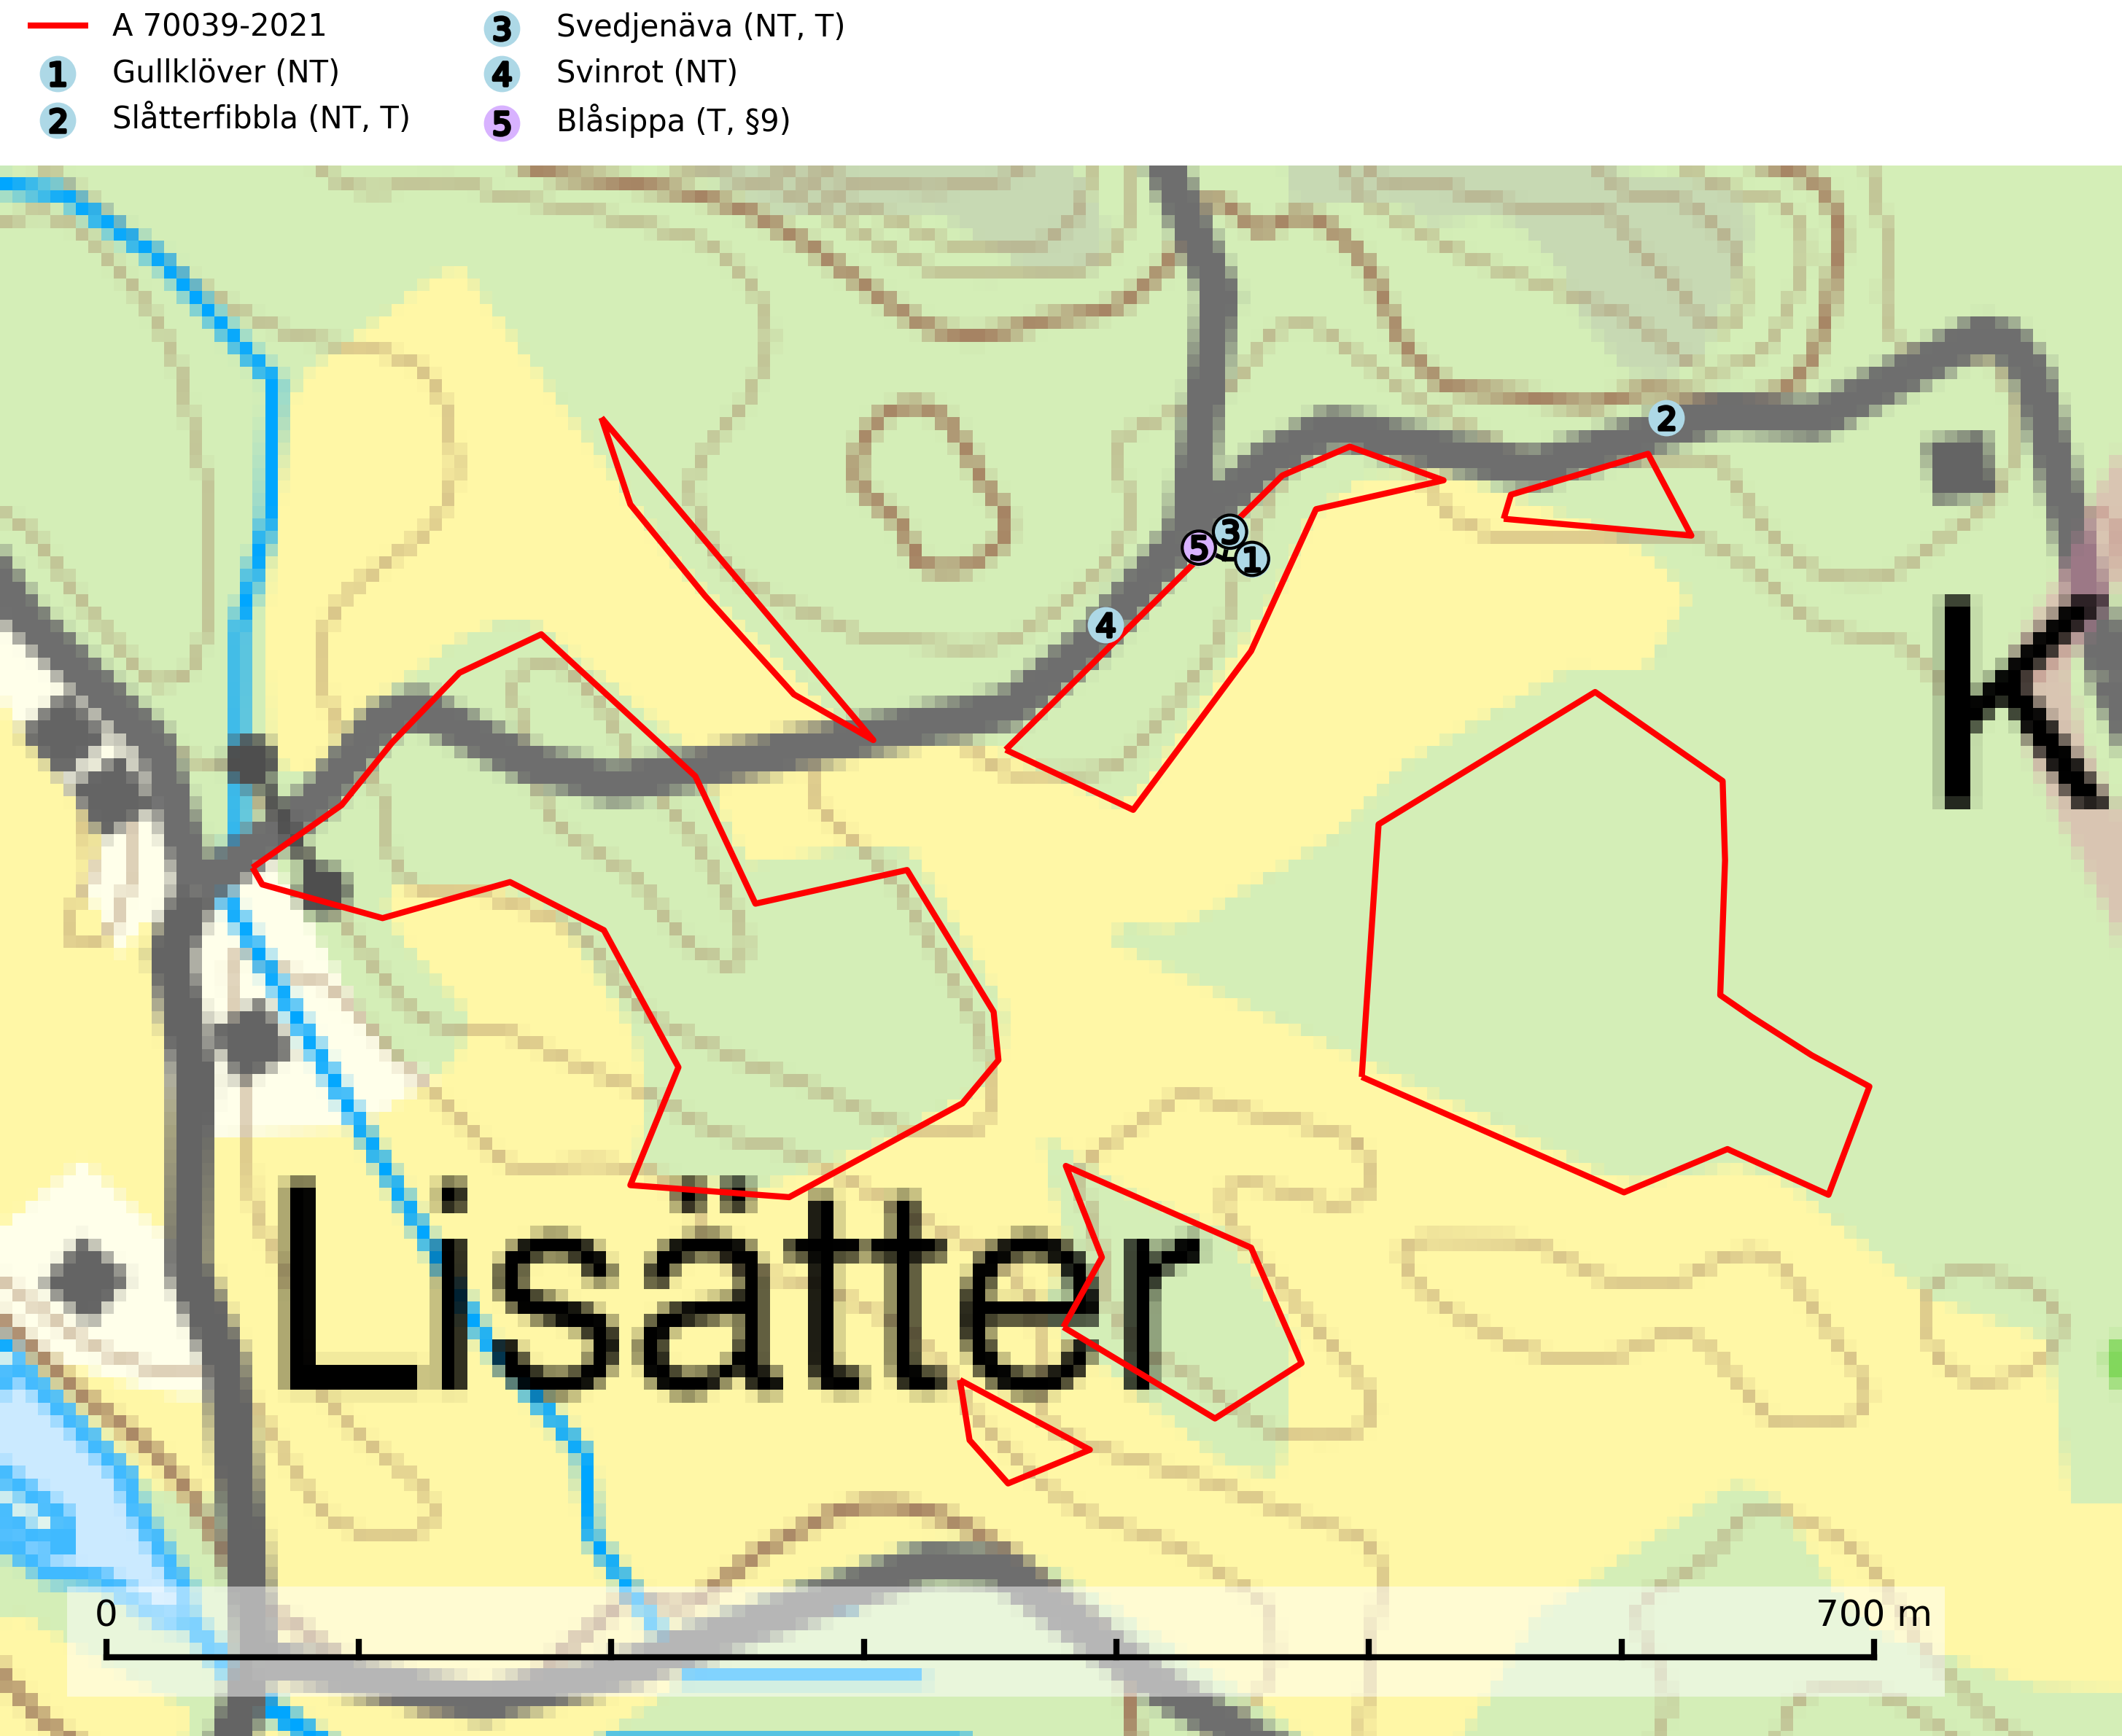 A 70039-2021
1 Gullklöver (NT)
2 Slåtterfibbla (NT, T)
3 Svedjenäva (NT, T)
4 Svinrot (NT)
5 Blåsippa (T, §9)
2
3
5
1
4
K
Lisätter
0
700 m